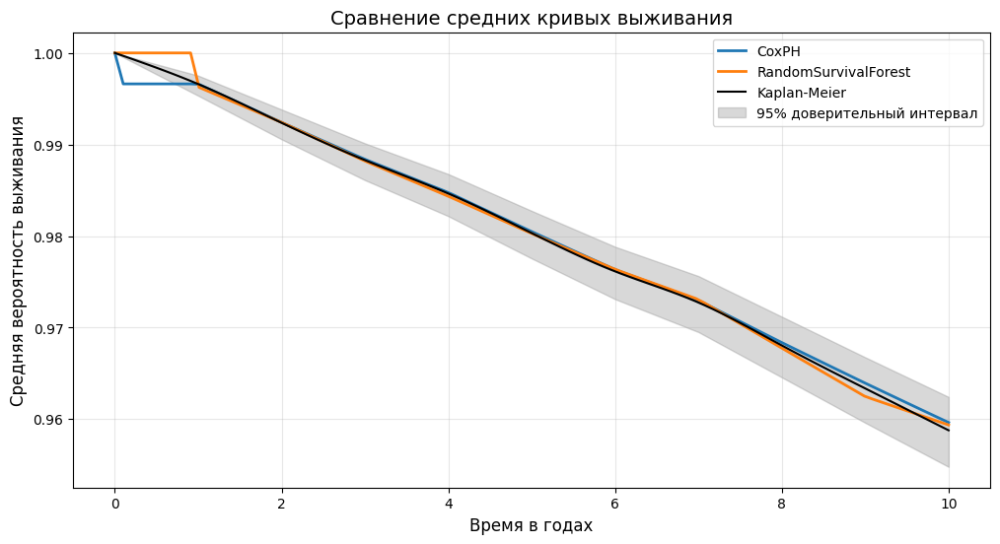 Сравнение средних кривых выживания
CoxPH
RandomSurvivalForest
Kaplan-Meier
95% доверительный интервал
Средняя вероятность выживания
1.00
0.99
0.98
0.97
0.96
0 2 4 6 8 10
Время в годах